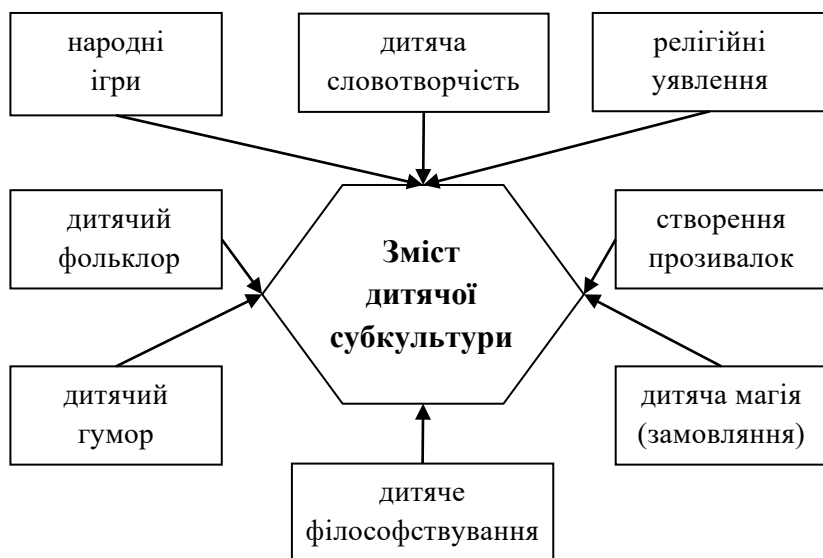 народні
ігри
дитяча
словотворчість
релігійні
уявлення
дитячий
фольклор
Зміст
дитячої
субкультури
створення
прозивалок
дитячий
гумор
дитяча магія
(замовляння)
дитяче
філософствування